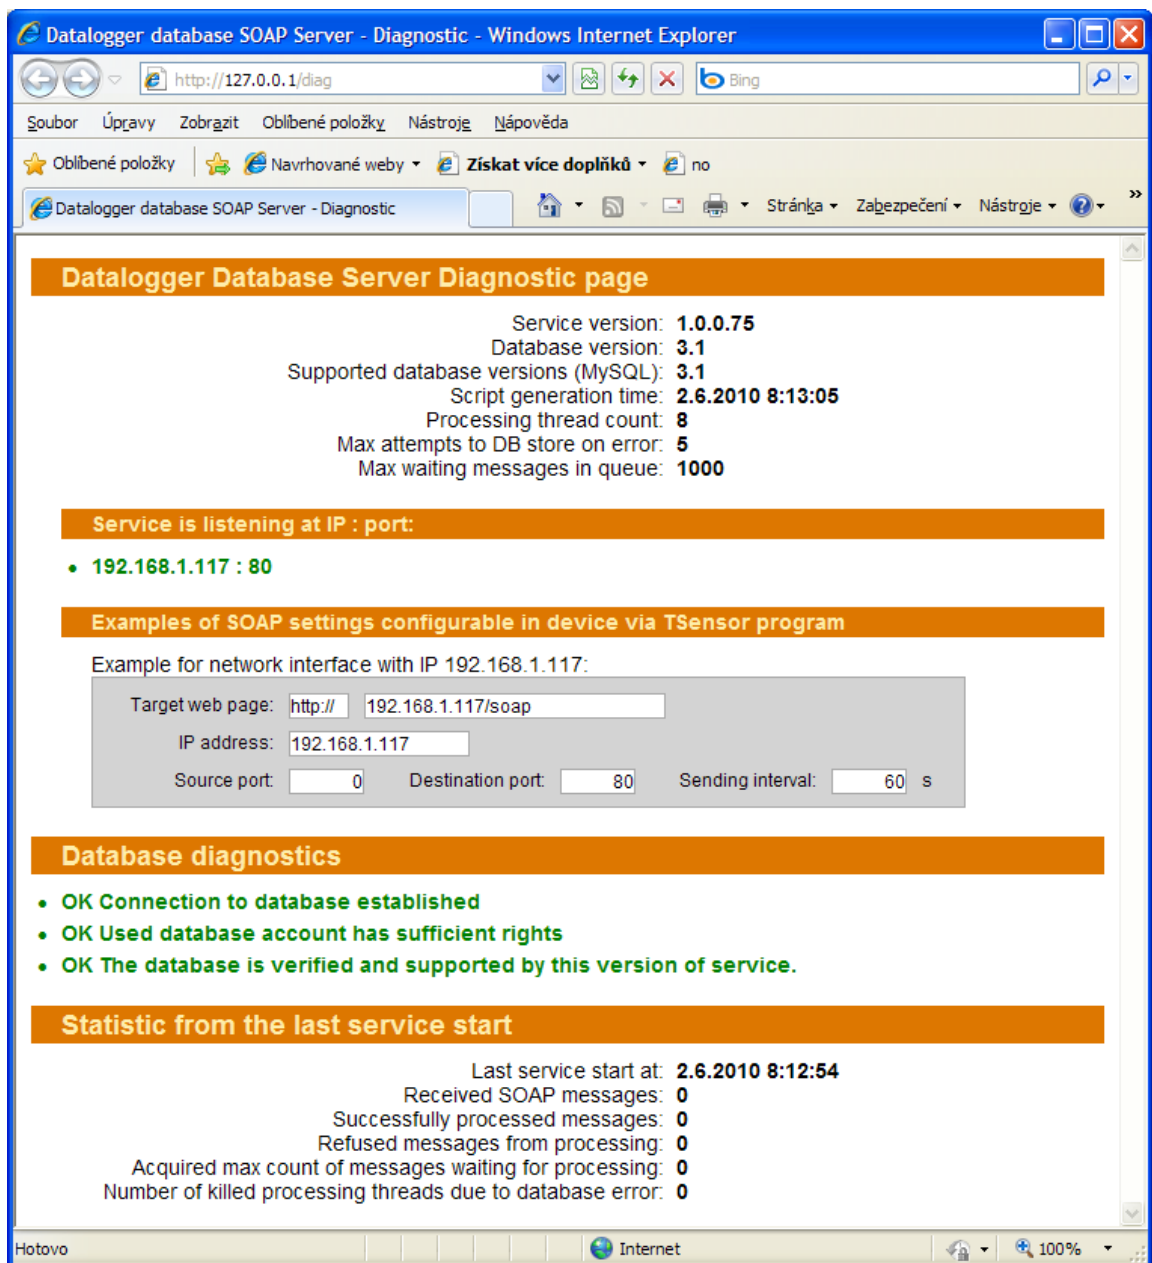 Datalogger database SOAP Server - Diagnostic - Windows Internet Explorer
http://127.0.0.1/diag Bing
Soubor Úpravy Zobrazit Oblíbené položky Nástroje Nápověda
Oblíbené položky Navrhované weby Získat více doplňků no
Datalogger database SOAP Server - Diagnostic Stránka Zabezpečení Nástroje »
Datalogger Database Server Diagnostic page
Service version: 1.0.0.75
Database version: 3.1
Supported database versions (MySQL): 3.1
Script generation time: 2.6.2010 8:13:05
Processing thread count: 8
Max attempts to DB store on error: 5
Max waiting messages in queue: 1000
Service is listening at IP : port:
• 192.168.1.117 : 80
Examples of SOAP settings configurable in device via TSensor program
Example for network interface with IP 192.168.1.117:
Target web page: http:// 192.168.1.117/soap
IP address: 192.168.1.117
Source port: 0 Destination port: 80 Sending interval: 60 s
Database diagnostics
• OK Connection to database established
• OK Used database account has sufficient rights
• OK The database is verified and supported by this version of service.
Statistic from the last service start
Last service start at: 2.6.2010 8:12:54
Received SOAP messages: 0
Successfully processed messages: 0
Refused messages from processing: 0
Acquired max count of messages waiting for processing: 0
Number of killed processing threads due to database error: 0
Hotovo Internet 100%